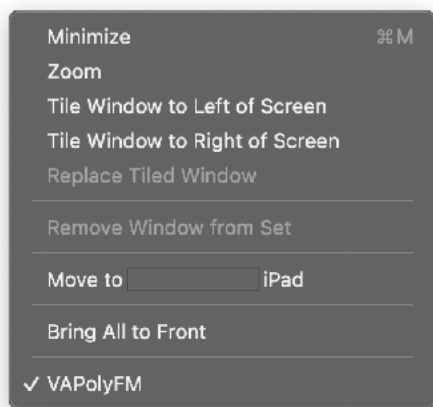 Minimize ⌘M
Zoom
Tile Window to Left of Screen
Tile Window to Right of Screen
Replace Tiled Window
Remove Window from Set
Move to iPad
Bring All to Front
✓ VAPolyFM